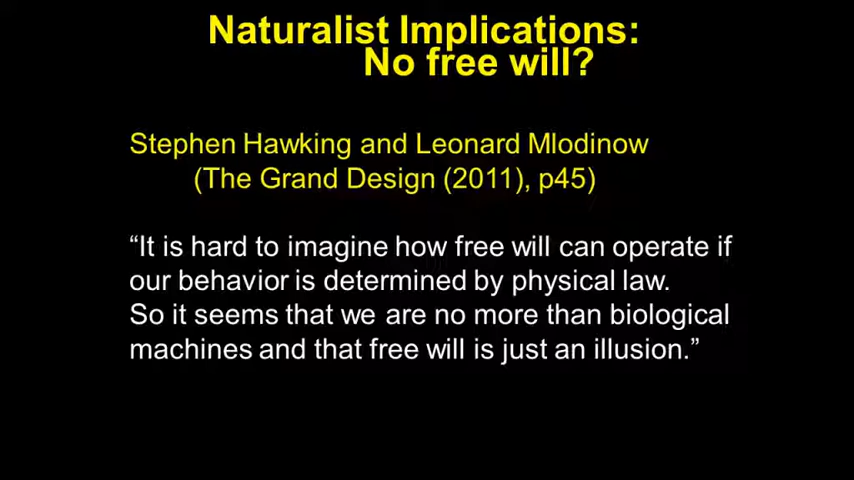 Naturalist Implications:
No free will?
Stephen Hawking and Leonard Mlodinow
(The Grand Design (2011), p45)
“It is hard to imagine how free will can operate if
our behavior is determined by physical law.
So it seems that we are no more than biological
machines and that free will is just an illusion.”